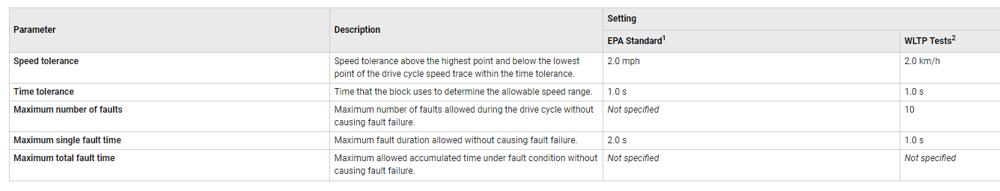 Parameter Description Setting
EPA Standard1 WLTP Tests2
Speed tolerance Speed tolerance above the highest point and below the lowest 2.0 mph 2.0 km/h
point of the drive cycle speed trace within the time tolerance.
Time tolerance Time that the block uses to determine the allowable speed range. 1.0 s 1.0 s
Maximum number of faults Maximum number of faults allowed during the drive cycle without Not specified 10
causing fault failure.
Maximum single fault time Maximum fault duration allowed without causing fault failure. 2.0 s 1.0 s
Maximum total fault time Maximum allowed accumulated time under fault condition without Not specified Not specified
causing fault failure.